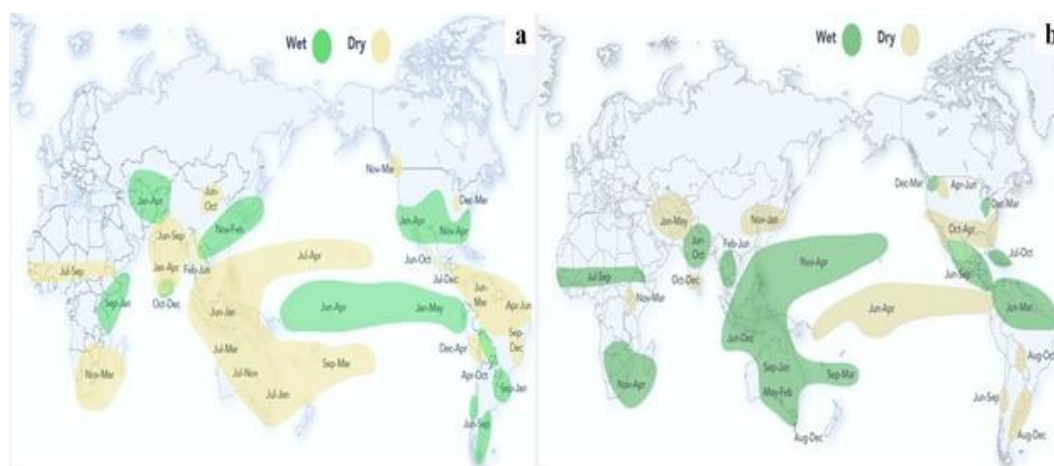 Wet Dry a
Nov-Mar
Jan-Apr
Jun-
Oct
Dec-Mar
Nov-Feb
Jan-Apr
Nov-Apr
Jun-Sep
Jul-Sep
Jan-Apr
Feb-Jun
Jul-Apr
Jun-Oct
Jul-Dec
Oct-Dec
Sep-Jun
Jun-
Mar
Apr-Jun
Jun-Jan
Jun-Apr
Jan-May
Sep-
Dec
Nov-Mar
Jul-Mar
Sep-Mar
Dec-Apr
Jul-Nov
Apr-Oct
Sep-Jan
Jul-Jan
Jun-Sep
Wet Dry b
Dec-Mar
Apr-Jun
Dec-Mar
Jan-May
Nov-Jan
Oct-Apr
Jun-
Oct
Feb-Jun
Nov-Apr
Jul-Oct
Jul-Sep
Oct-Dec
Jun-Sep
Nov-Mar
Jun-Apr
Jun-Mar
Jun-Dec
Nov-Apr
Sep-Jan
Sep-Mar
May-Feb
Aug-Oct
Jun-Sep
Aug-Dec
Aug-Dec